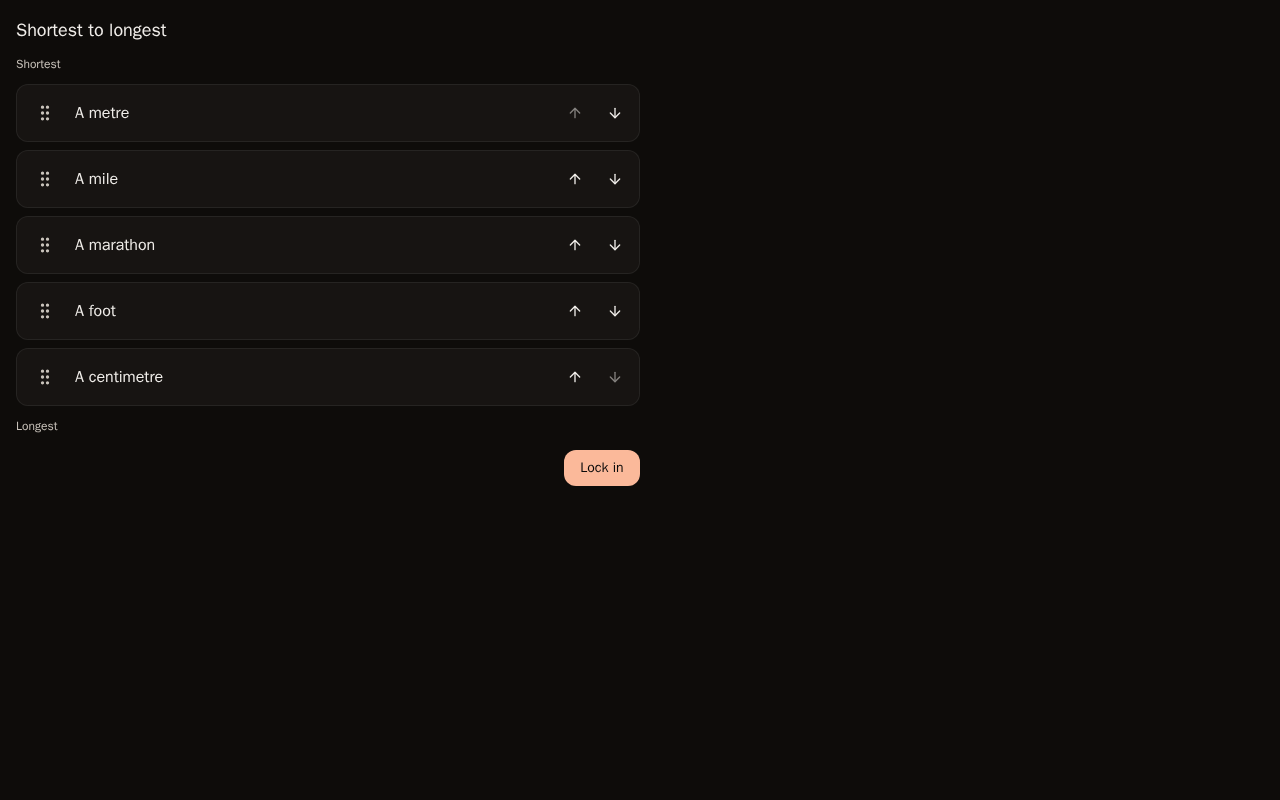 Shortest to longest
Shortest
A metre
A mile
A marathon
A foot
A centimetre
Longest
Lock in